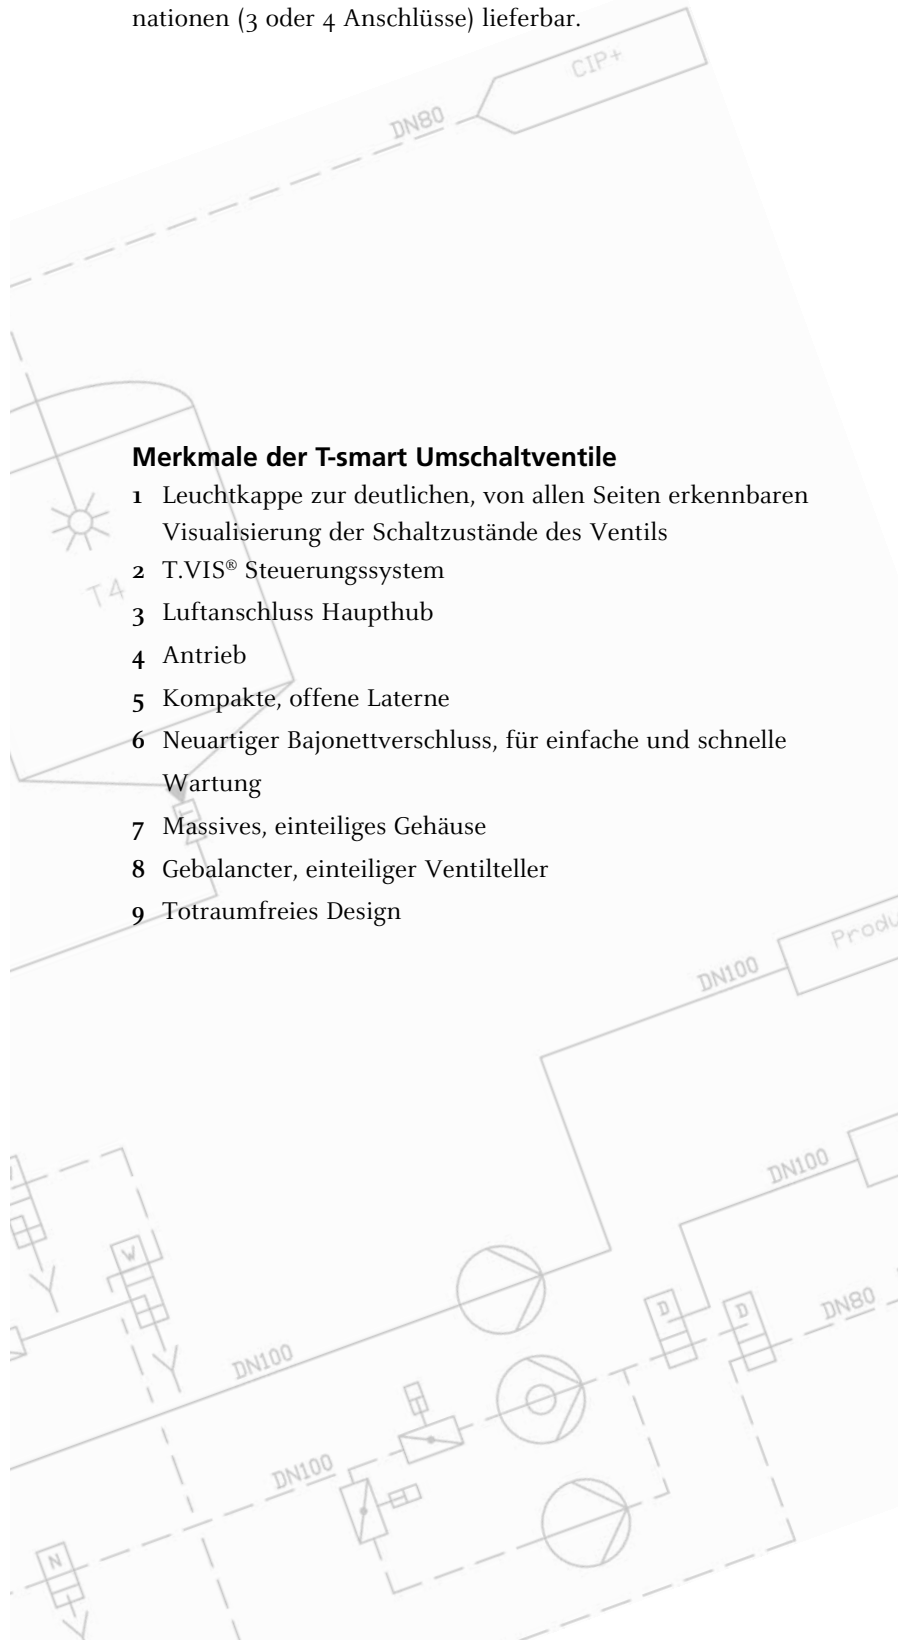 nationen (3 oder 4 Anschlüsse) lieferbar.
CIP+
DN80
Merkmale der T-smart Umschaltventile
1 Leuchtkappe zur deutlichen, von allen Seiten erkennbaren
Visualisierung der Schaltzustände des Ventils
2 T.VIS® Steuerungssystem
T4
3 Luftanschluss Haupthub
4 Antrieb
5 Kompakte, offene Laterne
6 Neuartiger Bajonettverschluss, für einfache und schnelle
Wartung
7 Massives, einteiliges Gehäuse
8 Gebalancter, einteiliger Ventilteller
9 Totraumfreies Design
Produ
DN100
DN100
W
D
D
DN80
DN100
DN100
N